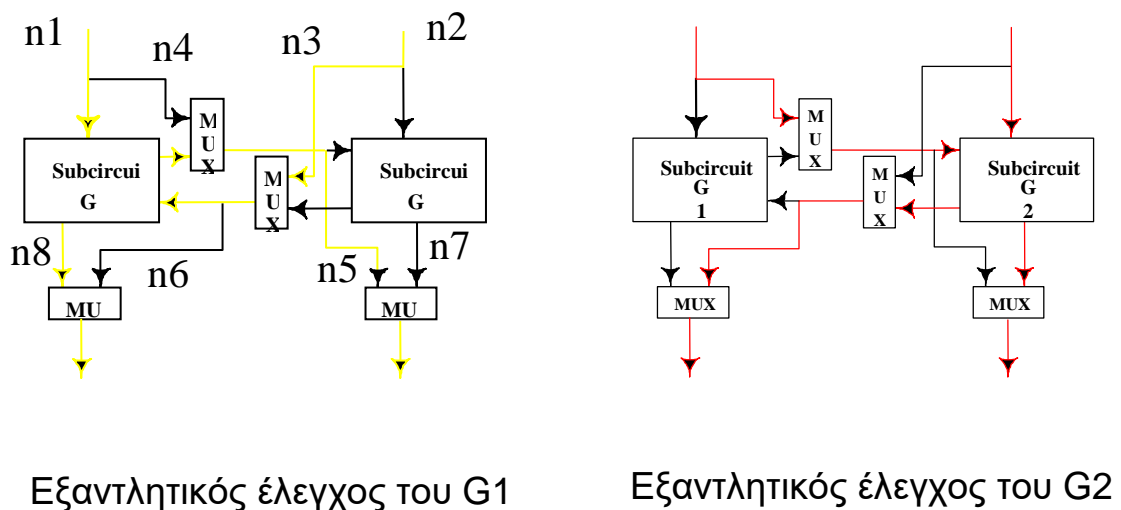 n1
n4
n3
n2
M
U
X
M
U
X
Subcircui
G
Subcircui
G
n8
n6
n5
n7
MU
MU
Εξαντλητικός έλεγχος του G1
M
U
X
M
U
X
Subcircuit
G
1
Subcircuit
G
2
MUX
MUX
Εξαντλητικός έλεγχος του G2